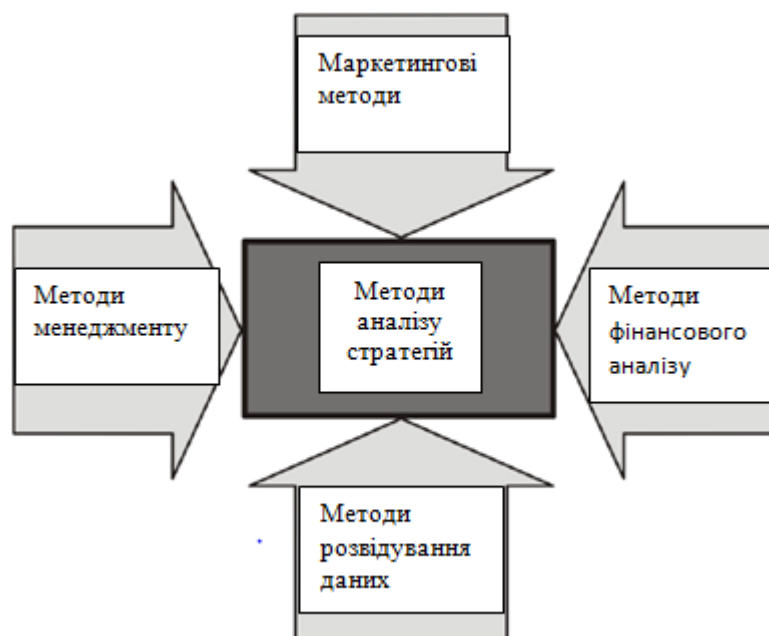 Маркетингові
методи
Методи
менеджменту
Методи
аналізу
стратегій
Методи
фінансового
аналізу
Методи
розвідування
даних